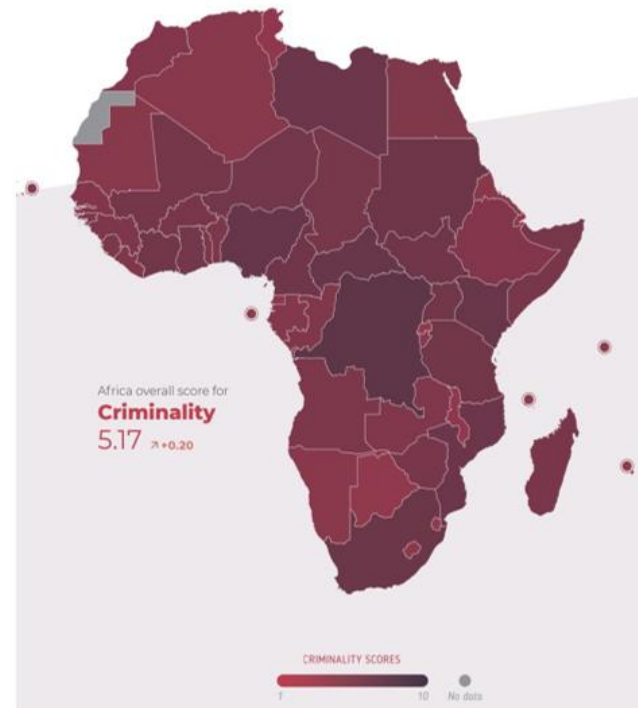 Africa overall score for
Criminality
5.17 ↗+0.20
CRIMINALITY SCORES
1 10 No data